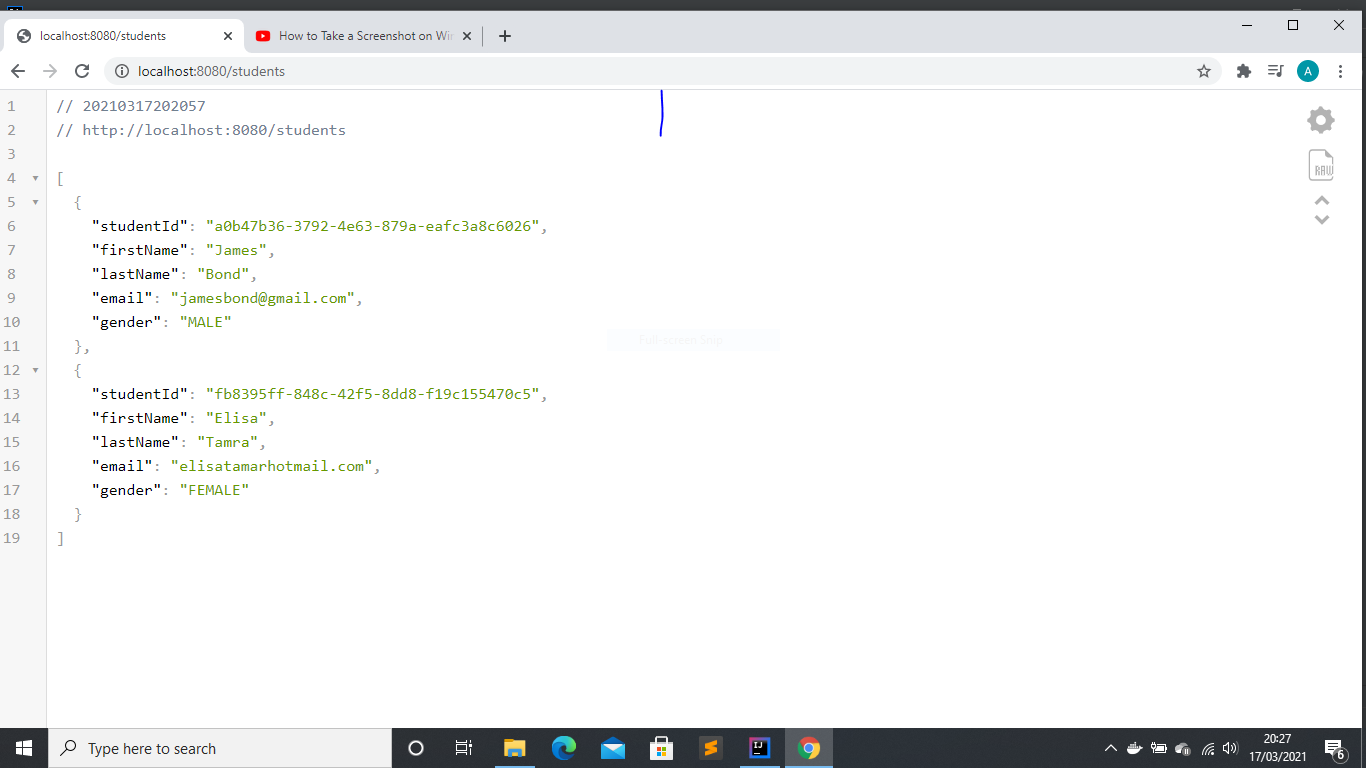 localhost:8080/students
How to Take a Screenshot on Wir
localhost:8080/students
A
1 // 20210317202057
2 // http://localhost:8080/students
3
4 [
5 {
6 "studentId": "a0b47b36-3792-4e63-879a-eafc3a8c6026",
7 "firstName": "James",
8 "lastName": "Bond",
9 "email": "jamesbond@gmail.com",
10 "gender": "MALE"
11 },
12 {
13 "studentId": "fb8395ff-848c-42f5-8dd8-f19c155470c5",
14 "firstName": "Elisa",
15 "lastName": "Tamra",
16 "email": "elisatamarhotmail.com",
17 "gender": "FEMALE"
18 }
19 ]
RAW
Full-screen Snip
Type here to search
IJ
20:27
17/03/2021
6